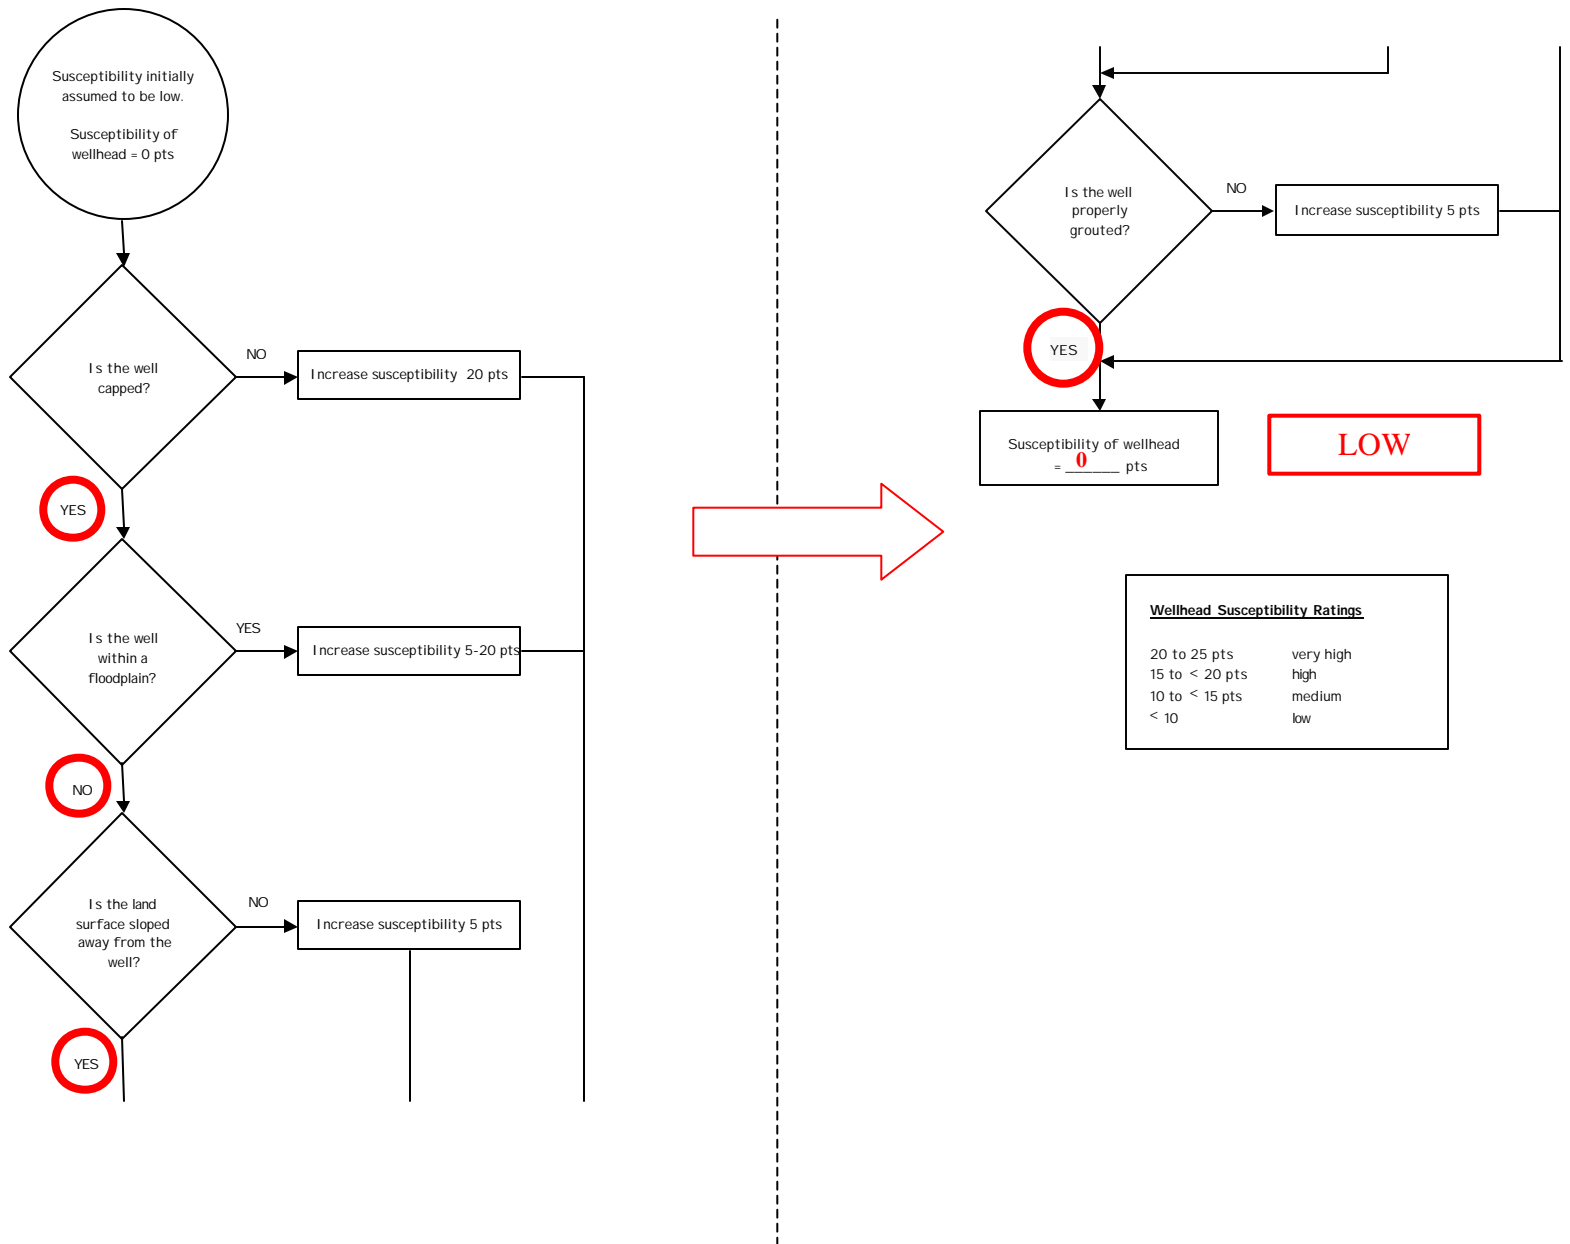 Susceptibility initially
assumed to be low.
Susceptibility of
wellhead = 0 pts
Is the well
capped?
NO
Increase susceptibility 20 pts
YES
Is the well
within a
floodplain?
YES
Increase susceptibility 5-20 pts
NO
Is the land
surface sloped
away from the
well?
NO
Increase susceptibility 5 pts
YES
Is the well
properly
grouted?
NO
Increase susceptibility 5 pts
YES
Susceptibility of wellhead
= __0____ pts
LOW
Wellhead Susceptibility Ratings
20 to 25 pts very high
15 to < 20 pts high
10 to < 15 pts medium
< 10 low